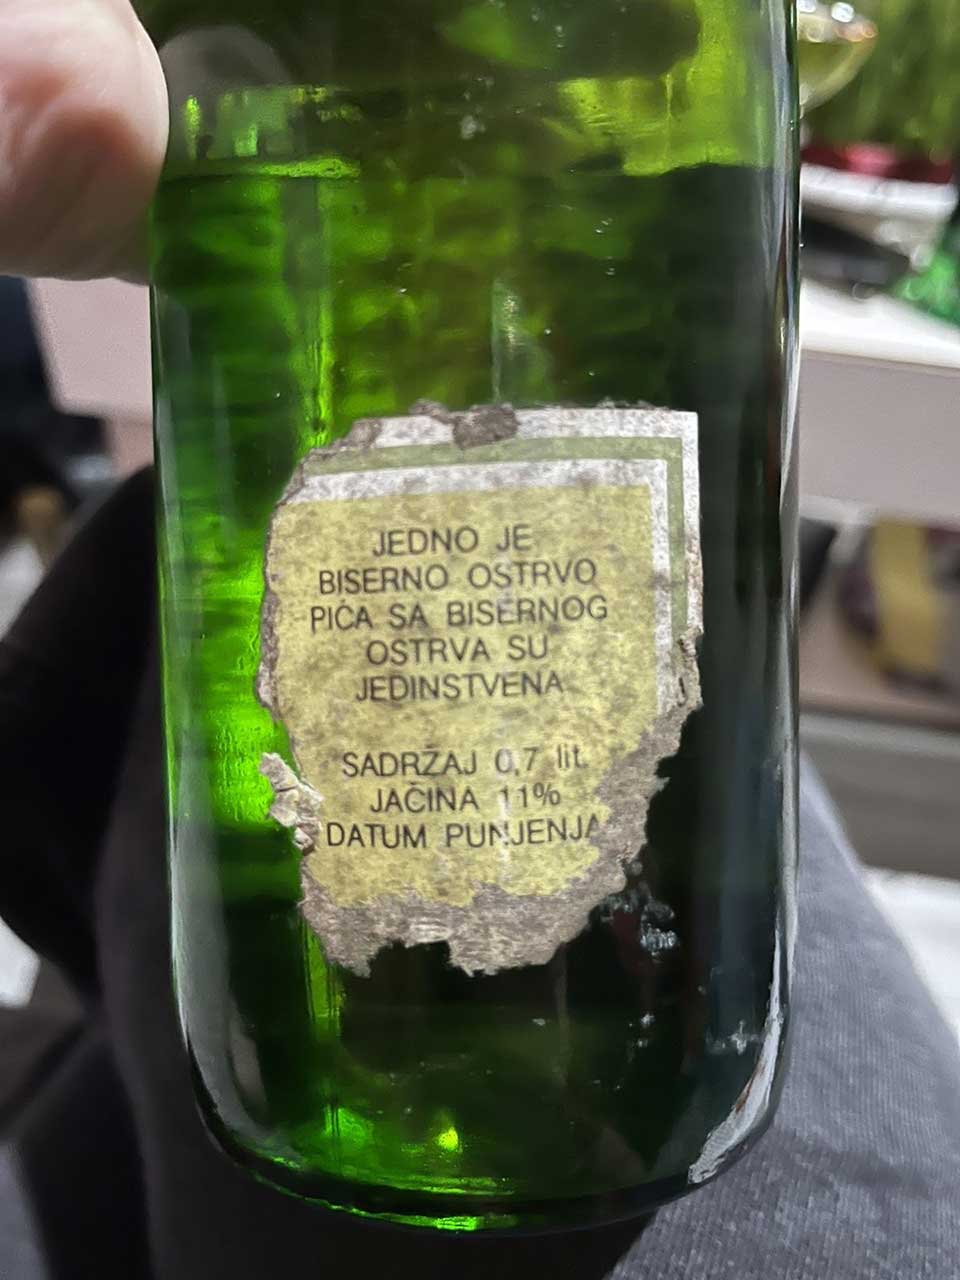 JEDNO JE
BISERNO OSTRVO
PIĆA SA BISERNOG
OSTRVA SU
JEDINSTVENA
SADRŽAJ 0,7 lit.
JAČINA 11%
DATUM PUNJENJA